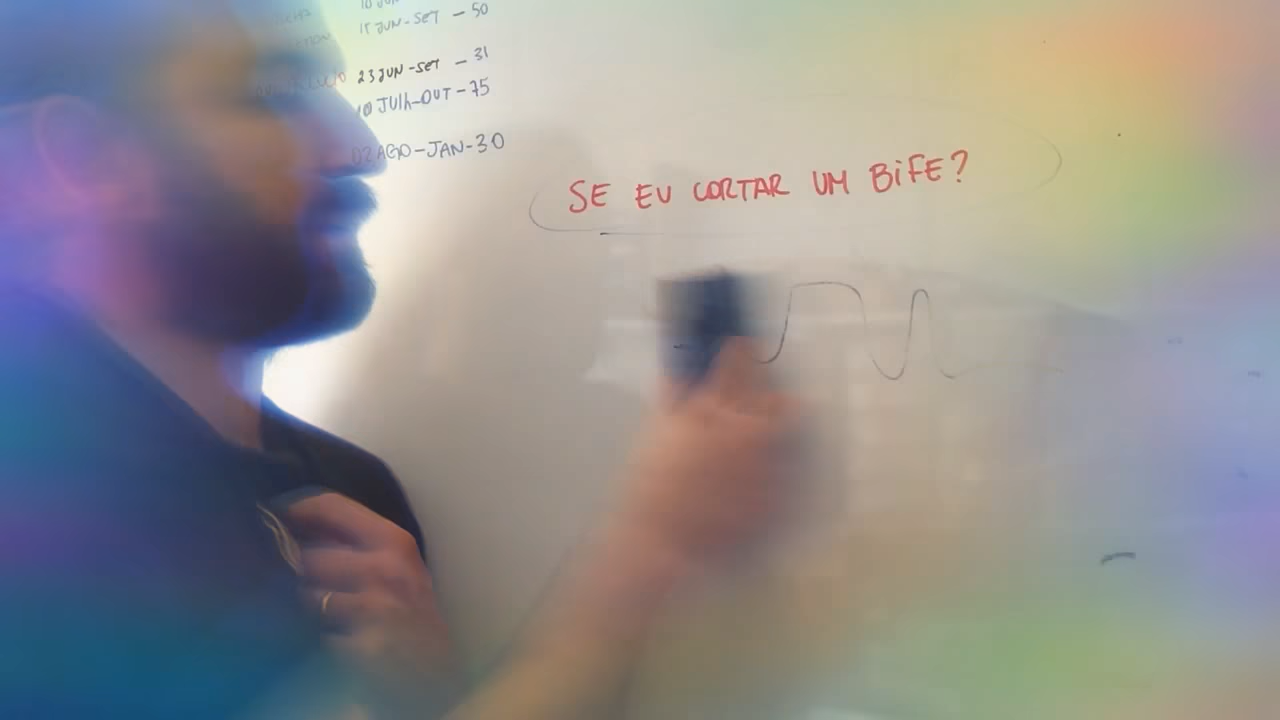 15 JUN-SET - 50
23 JUN-SET - 31
10 JUlh-OUT-75
02 AGO-JAN-30
SE EU CORTAR UM BiFE?